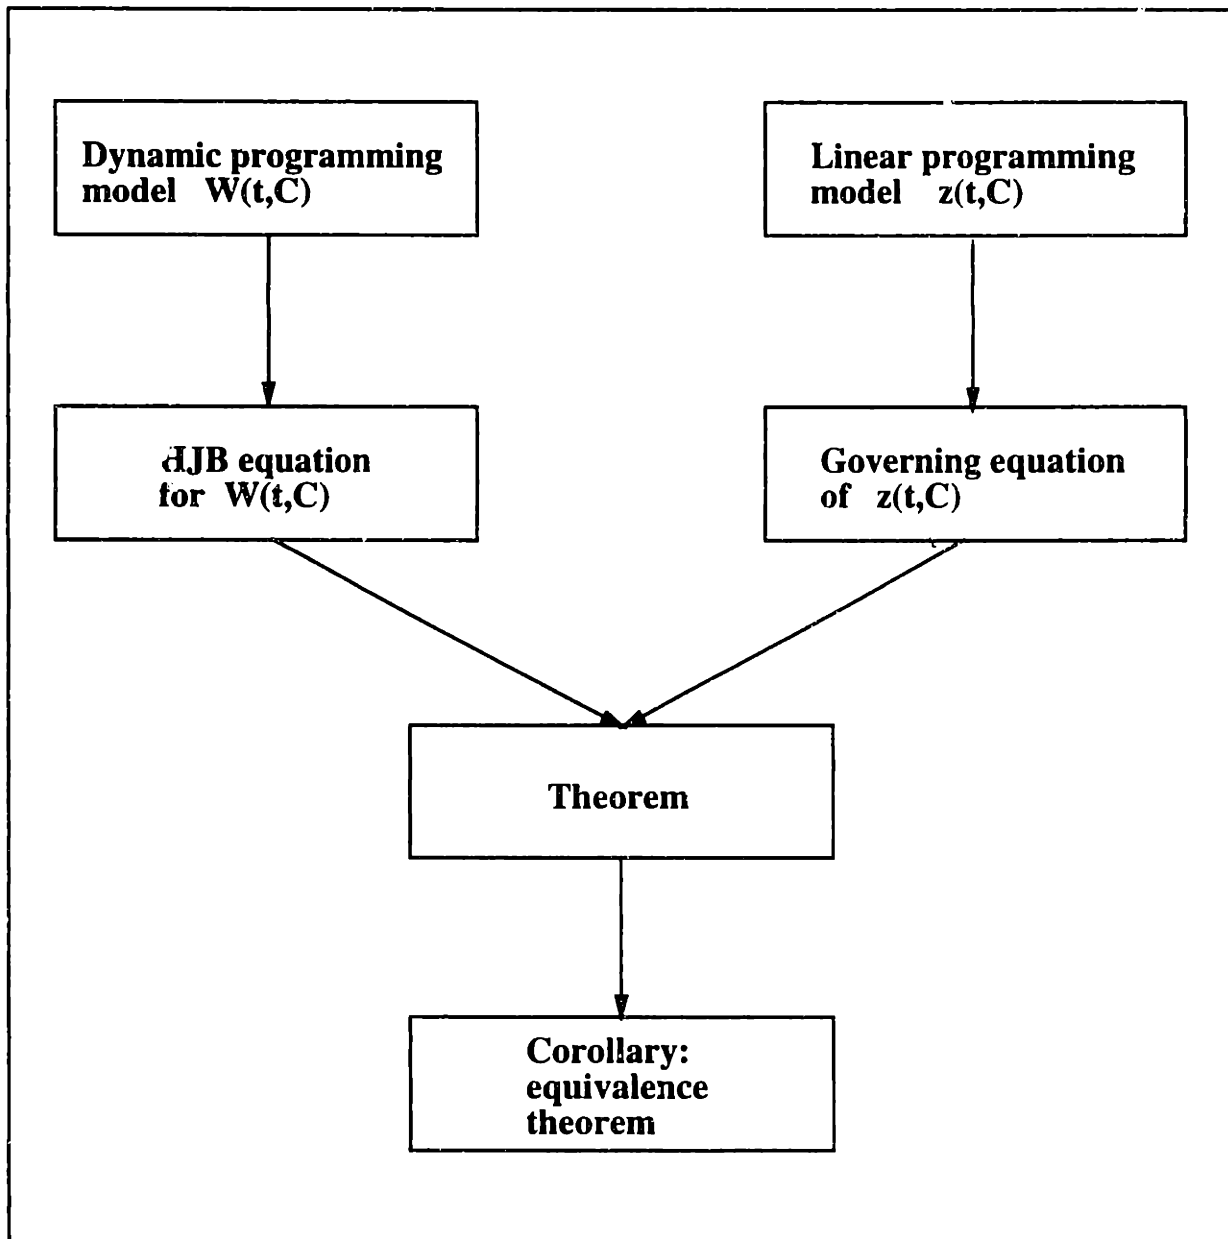 Dynamic programming
model W(t,C)
Linear programming
model z(t,C)
HJB equation
for W(t,C)
Governing equation
of z(t,C)
Theorem
Corollary:
equivalence
theorem